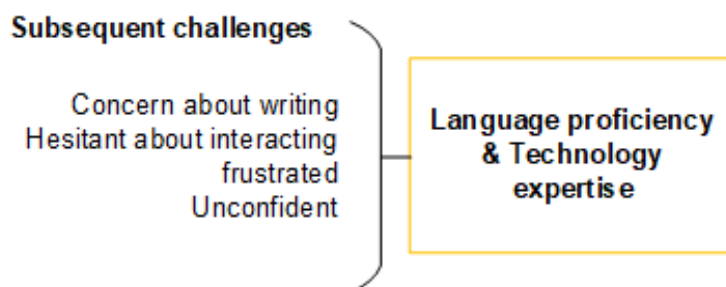 Subsequent challenges
Concern about writing
Hesitant about interacting
frustrated
Unconfident
Language proficiency
& Technology
expertise